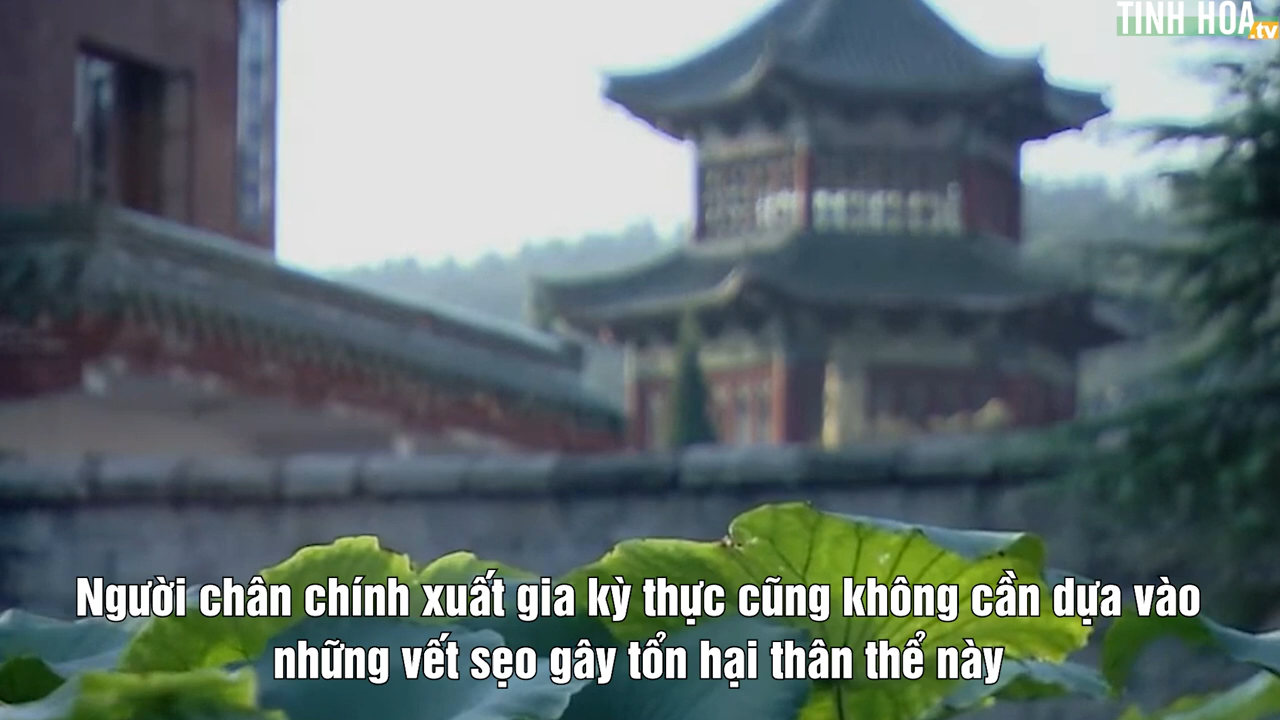 TINH HOA
.tv
Người chân chính xuất gia kỳ thực cũng không cần dựa vào
những vết sẹo gây tổn hại thân thể này